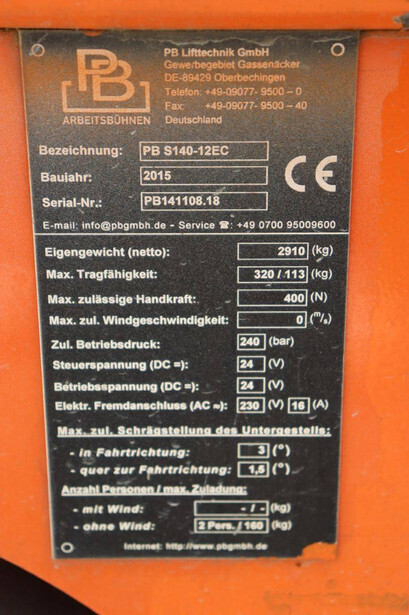 PB
ARBEITSBÜHNEN
PB Lifttechnik GmbH
Gewerbegebiet Gassenäcker
DE-89429 Oberbechingen
Telefon: +49-09077- 9500 – 0
Fax: +49-09077- 9500 – 40
Deutschland
Bezeichnung: PB S140-12EC
Baujahr: 2015
Serial-Nr.: PB141108.18
CE
E-mail: info@pbgmbh.de - Service ☎: +49 0700 95009600
Eigengewicht (netto): 2910 (kg)
Max. Tragfähigkeit: 320 / 113 (kg)
Max. zulässige Handkraft: 400 (N)
Max. zul. Windgeschwindigkeit: 0 (m/s)
Zul. Betriebsdruck: 240 (bar)
Steuerspannung (DC =): 24 (V)
Betriebsspannung (DC =): 24 (V)
Elektr. Fremdanschluss (AC ≈): 230 (V) 16 (A)
Max. zul. Schrägstellung des Untergestells:
- in Fahrtrichtung: 3 (°)
- quer zur Fahrtrichtung: 1,5 (°)
Anzahl Personen / max. Zuladung:
- mit Wind: - / - (kg)
- ohne Wind: 2 Pers. / 160 (kg)
Internet: http://www.pbgmbh.de